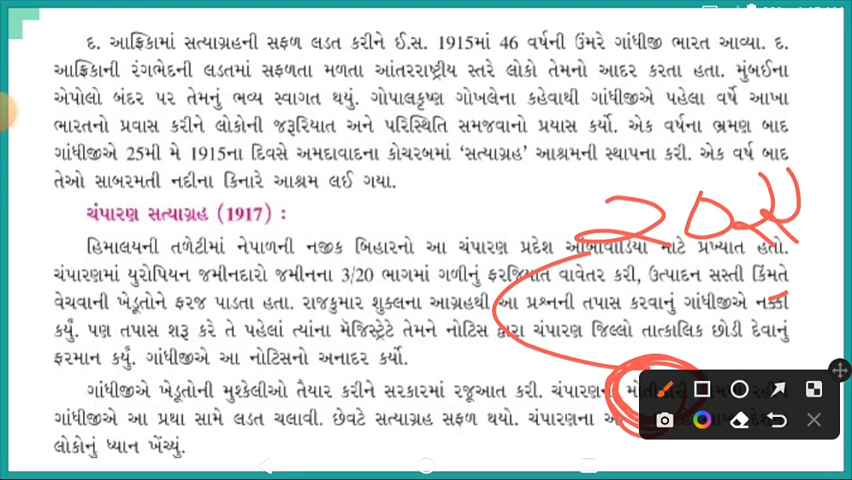 દ. આફ્રિકામાં સત્યાગ્રહની સફળ લડત કરીને ઈ.સ. 1915માં 46 વર્ષની ઉંમરે ગાંધીજી ભારત આવ્યા. દ.
આફ્રિકાની રંગભેદની લડતમાં સફળતા મળતા આંતરરાષ્ટ્રીય સ્તરે લોકો તેમનો આદર કરતા હતા. મુંબઈના
એપોલો બંદર પર તેમનું ભવ્ય સ્વાગત થયું. ગોપાલકૃષ્ણ ગોખલેના કહેવાથી ગાંધીજીએ પહેલા વર્ષે આખા
ભારતનો પ્રવાસ કરીને લોકોની જરૂરિયાત અને પરિસ્થિતિ સમજવાનો પ્રયાસ કર્યો. એક વર્ષના ભ્રમણ બાદ
ગાંધીજીએ 25મી મે 1915ના દિવસે અમદાવાદના કોચરબમાં ‘સત્યાગ્રહ’ આશ્રમની સ્થાપના કરી. એક વર્ષ બાદ
તેઓ સાબરમતી નદીના કિનારે આશ્રમ લઈ ગયા.
ચંપારણ સત્યાગ્રહ (1917) :
હિમાલયની તળેટીમાં નેપાળની નજીક બિહારનો આ ચંપારણ પ્રદેશ આંબાવાડિયા માટે પ્રખ્યાત હતો.
ચંપારણમાં યુરોપિયન જમીનદારો જમીનના 3/20 ભાગમાં ગળીનું ફરજિયાત વાવેતર કરી, ઉત્પાદન સસ્તી કિંમતે
વેચવાની ખેડૂતોને ફરજ પાડતા હતા. રાજકુમાર શુક્લના આગ્રહથી આ પ્રશ્નની તપાસ કરવાનું ગાંધીજીએ નક્કી
કર્યું. પણ તપાસ શરૂ કરે તે પહેલાં ત્યાંના મૅજિસ્ટ્રેટે તેમને નોટિસ દ્વારા ચંપારણ જિલ્લો તાત્કાલિક છોડી દેવાનું
ફરમાન કર્યું. ગાંધીજીએ આ નોટિસનો અનાદર કર્યો.
ગાંધીજીએ ખેડૂતોની મુશ્કેલીઓ તૈયાર કરીને સરકારમાં રજૂઆત કરી.
ગાંધીજીએ આ પ્રથા સામે લડત ચલાવી. છેવટે સત્યાગ્રહ સફળ થયો. ચંપારણના આ
લોકોનું ધ્યાન ખેંચ્યું.